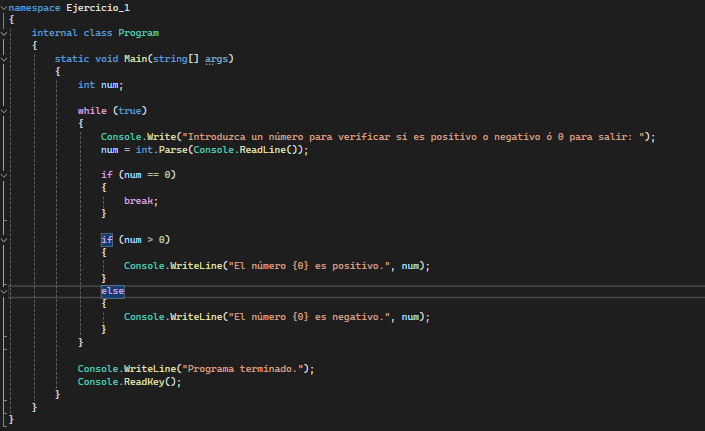 namespace Ejercicio_1
{
    internal class Program
    {
        static void Main(string[] args)
        {
            int num;

            while (true)
            {
                Console.Write("Introduzca un número para verificar si es positivo o negativo ó 0 para salir: ");
                num = int.Parse(Console.ReadLine());

                if (num == 0)
                {
                    break;
                }

                if (num > 0)
                {
                    Console.WriteLine("El número {0} es positivo.", num);
                }
                else
                {
                    Console.WriteLine("El número {0} es negativo.", num);
                }
            }

            Console.WriteLine("Programa terminado.");
            Console.ReadKey();
        }
    }
}